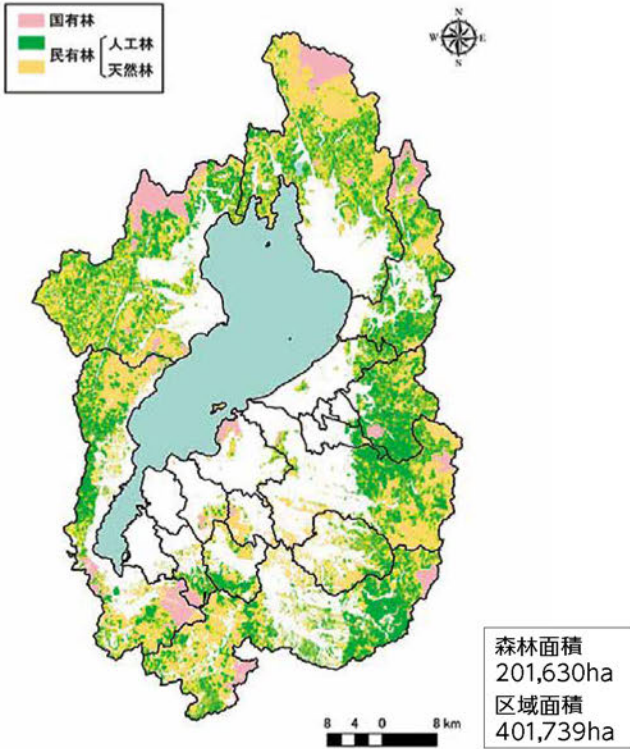 国有林
民有林 人工林
天然林
N
W E
S
森林面積
201,630ha
区域面積
401,739ha
8 4 0 8 km